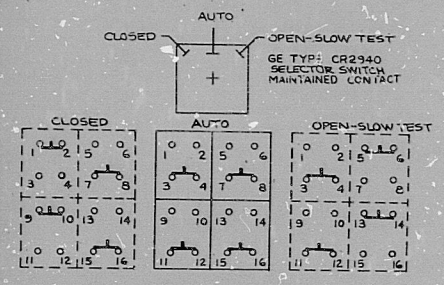 AUTO
CLOSED
OPEN-SLOW TEST
GE TYPE CR2940
SELECTOR SWITCH
MAINTAINED CONTACT
CLOSED AUTO OPEN-SLOW TEST
1 2 5 6 1 2 5 6 1 2 5 6
3 4 7 8 3 4 7 8 3 4 7 8
9 10 13 14 9 10 13 14 9 10 13 14
11 12 15 16 11 12 15 16 11 12 15 16